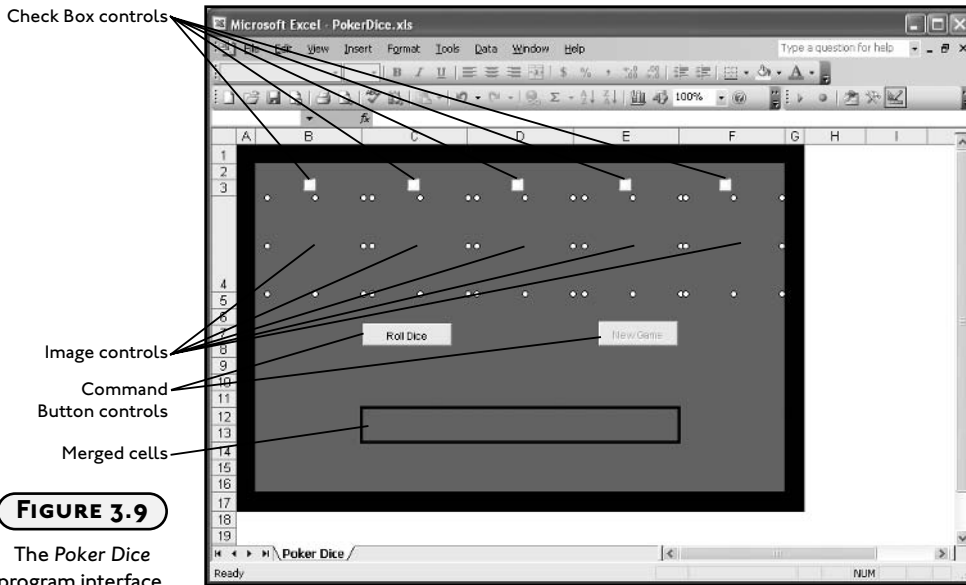 Check Box controls
Microsoft Excel - PokerDice.xls
File Edit View Insert Format Tools Data Window Help
Type a question for help
B I U $ % ,
Σ 100%
fx
A B C D E F G H I
1
2
3
4
5
6
7
8
9
10
11
12
13
14
15
16
17
18
19
Roll Dice
New Game
Image controls
Command
Button controls
Merged cells
FIGURE 3.9
The Poker Dice
program interface
Poker Dice
Ready
NUM